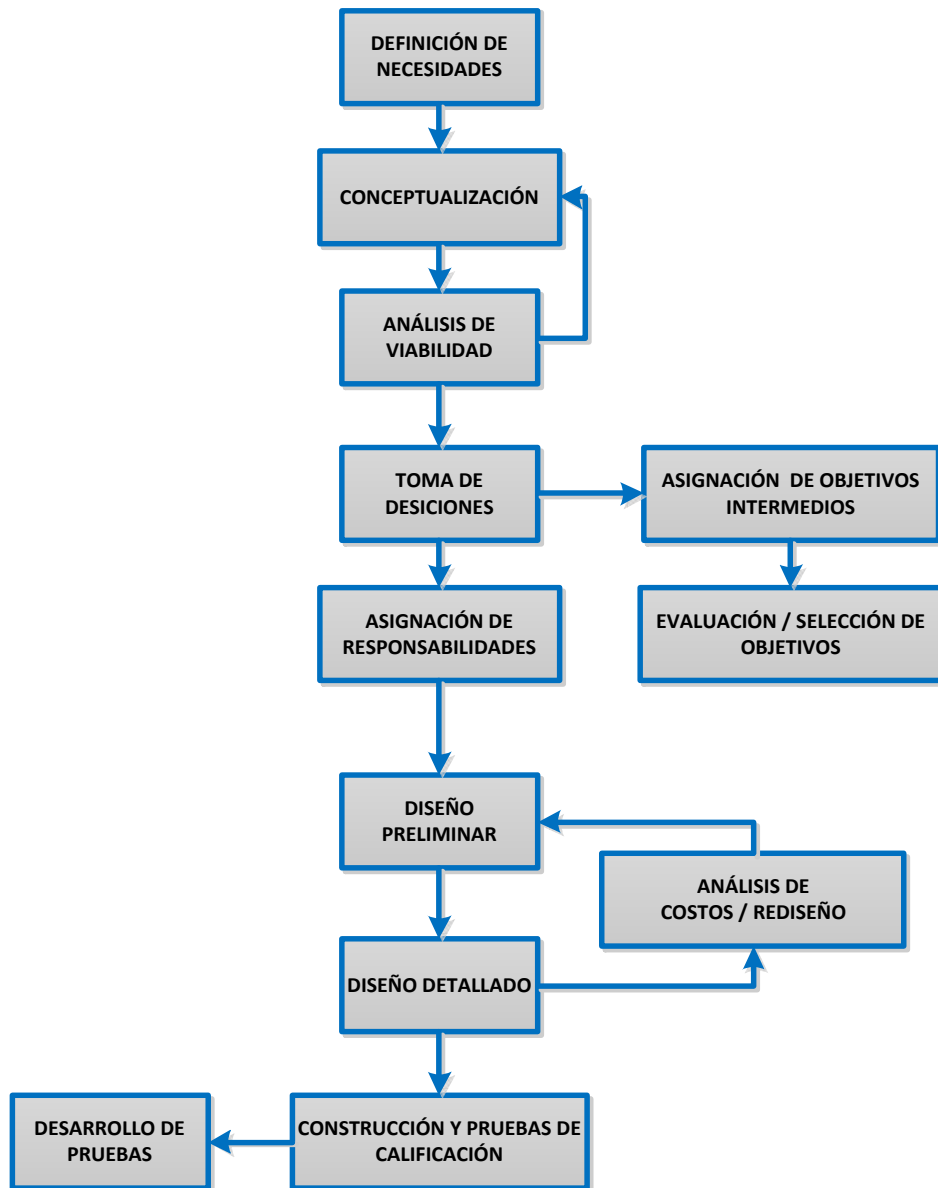 DEFINICIÓN DE
NECESIDADES
CONCEPTUALIZACIÓN
ANÁLISIS DE
VIABILIDAD
TOMA DE
DESICIONES
ASIGNACIÓN DE OBJETIVOS
INTERMEDIOS
ASIGNACIÓN DE
RESPONSABILIDADES
EVALUACIÓN / SELECCIÓN DE
OBJETIVOS
DISEÑO
PRELIMINAR
ANÁLISIS DE
COSTOS / REDISEÑO
DISEÑO DETALLADO
DESARROLLO DE
PRUEBAS
CONSTRUCCIÓN Y PRUEBAS DE
CALIFICACIÓN